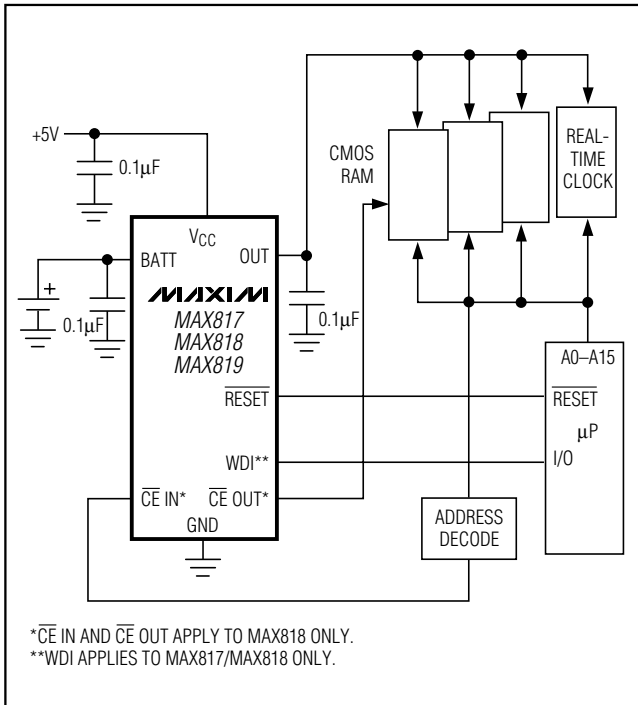 +5V
0.1µF
CMOS
RAM
REAL-
TIME
CLOCK
VCC
BATT
OUT
+
0.1µF
MAXIM
MAX817
MAX818
MAX819
0.1µF
A0–A15
RESET
RESET
µP
WDI**
I/O
CE IN*
CE OUT*
GND
ADDRESS
DECODE
*CE IN AND CE OUT APPLY TO MAX818 ONLY.
**WDI APPLIES TO MAX817/MAX818 ONLY.